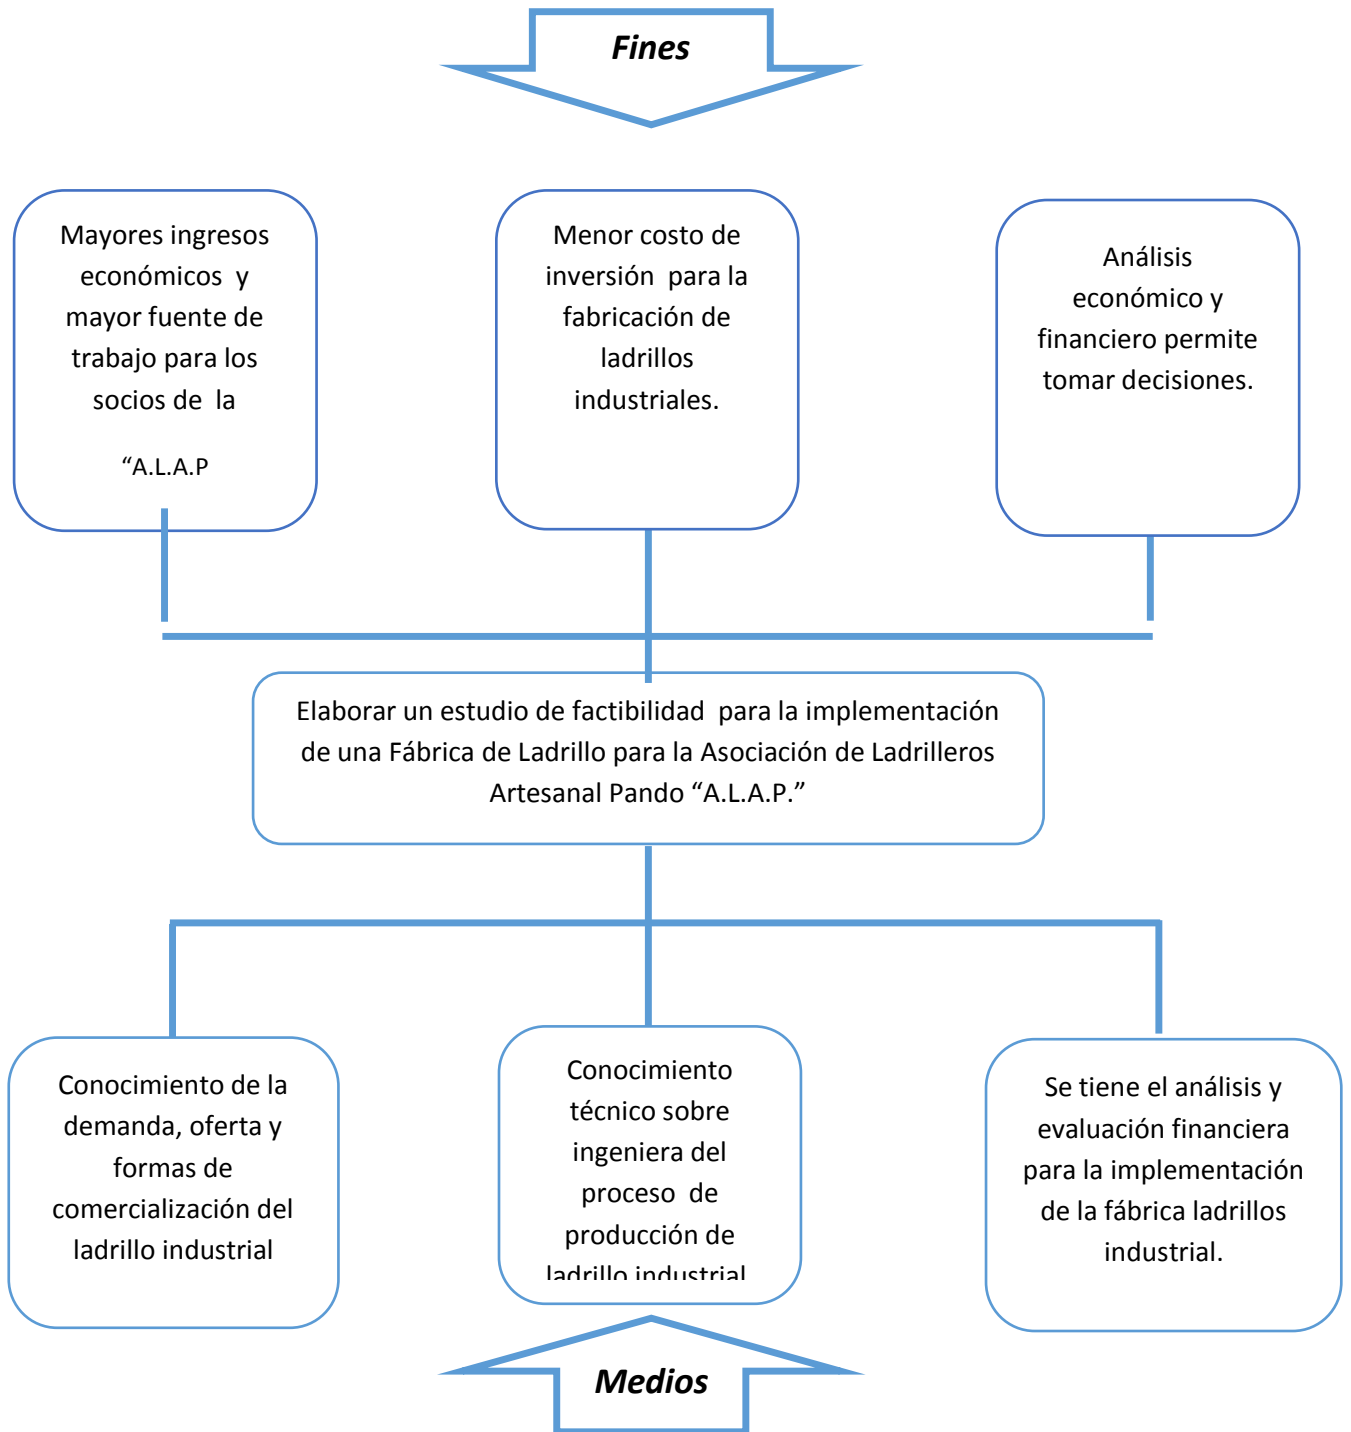 Fines
Mayores ingresos
económicos y
mayor fuente de
trabajo para los
socios de la
“A.L.A.P
Menor costo de
inversión para la
fabricación de
ladrillos
industriales.
Análisis
económico y
financiero permite
tomar decisiones.
Elaborar un estudio de factibilidad para la implementación
de una Fábrica de Ladrillo para la Asociación de Ladrilleros
Artesanal Pando “A.L.A.P.”
Conocimiento de la
demanda, oferta y
formas de
comercialización del
ladrillo industrial
Conocimiento
técnico sobre
ingeniera del
proceso de
producción de
ladrillo industrial
Se tiene el análisis y
evaluación financiera
para la implementación
de la fábrica ladrillos
industrial.
Medios